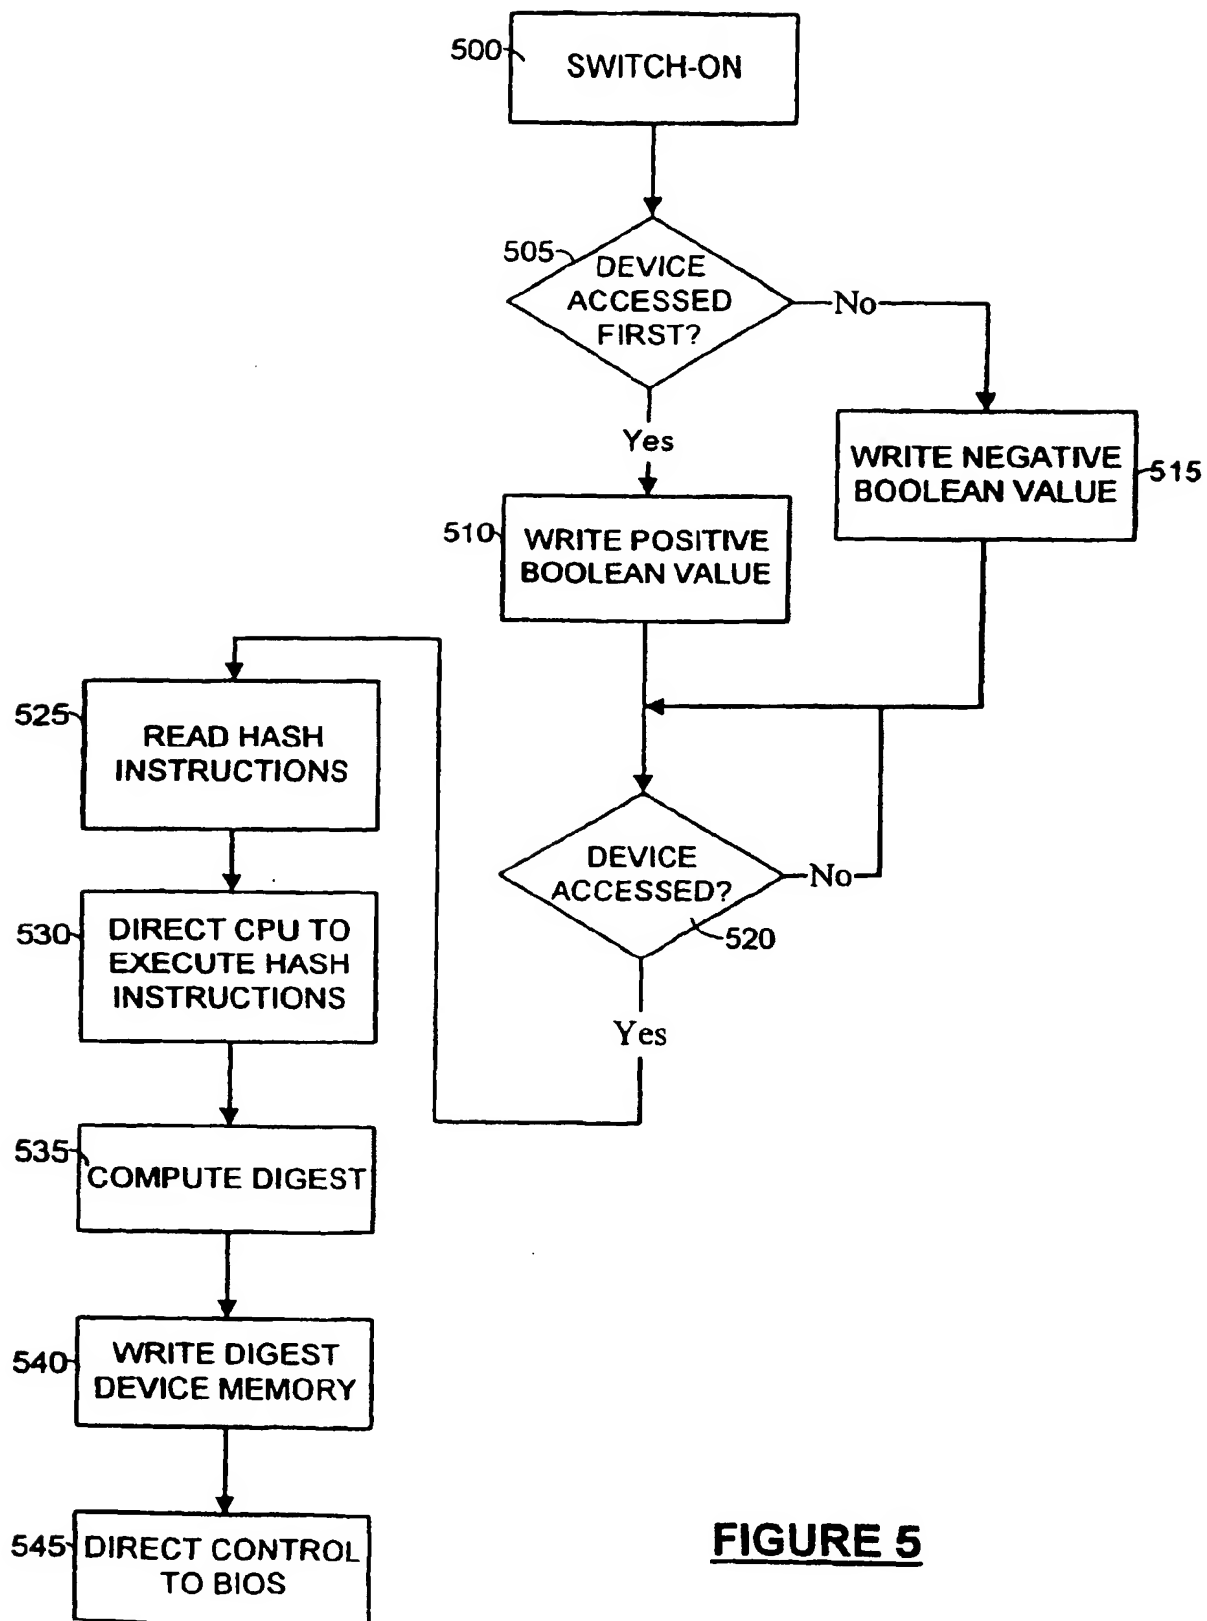 500
SWITCH-ON
505
DEVICE
ACCESSED
FIRST?
No
Yes
WRITE NEGATIVE
BOOLEAN VALUE
515
510
WRITE POSITIVE
BOOLEAN VALUE
525
READ HASH
INSTRUCTIONS
DEVICE
ACCESSED?
No
520
Yes
530
DIRECT CPU TO
EXECUTE HASH
INSTRUCTIONS
535
COMPUTE DIGEST
540
WRITE DIGEST
DEVICE MEMORY
545
DIRECT CONTROL
TO BIOS
FIGURE 5